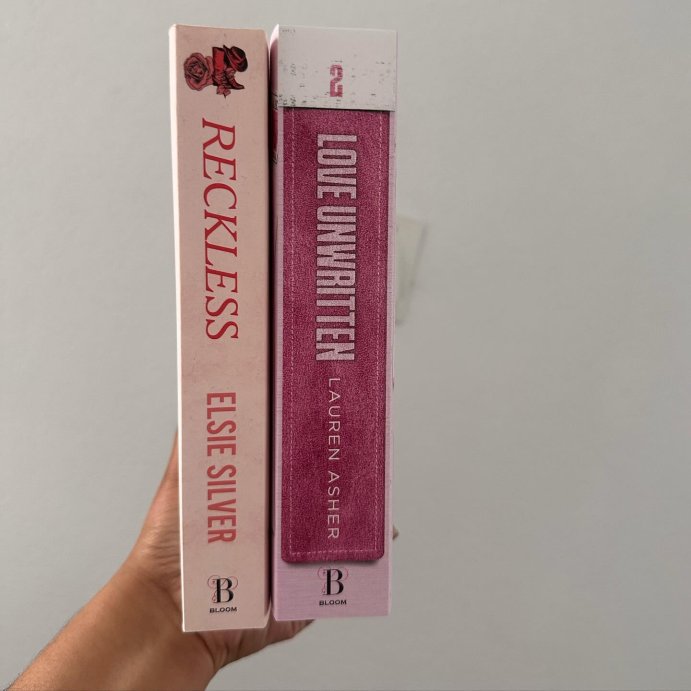 RECKLESS
ELSIE SILVER
B
BLOOM
2
LOVE UNWRITTEN
LAUREN ASHER
B
BLOOM